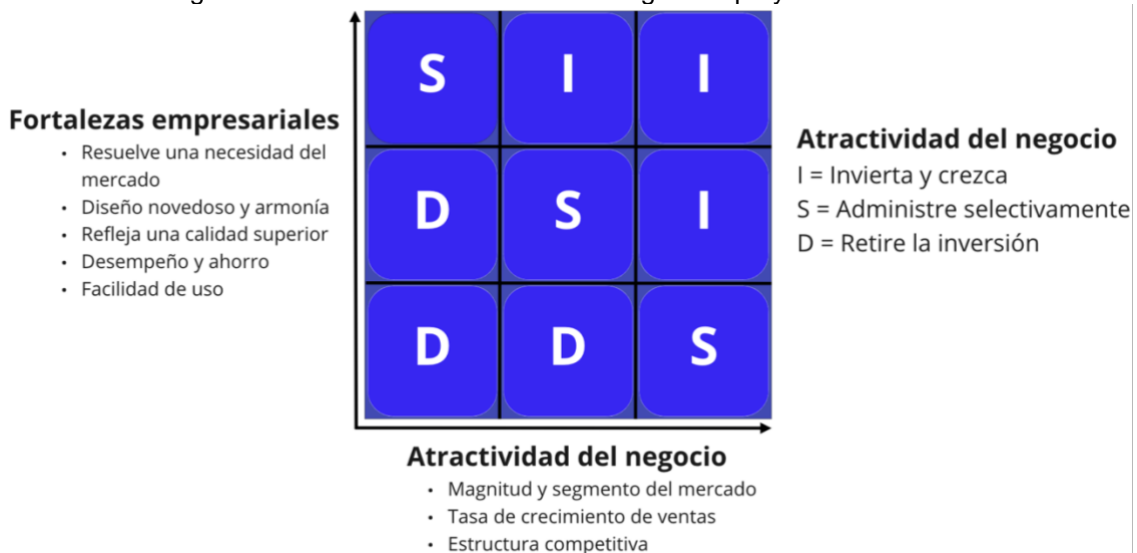 S I I
Fortalezas empresariales
• Resuelve una necesidad del
mercado
• Diseño novedoso y armonía
• Refleja una calidad superior
• Desempeño y ahorro
• Facilidad de uso
D S I
D D S
Atractividad del negocio
I = Invierta y crezca
S = Administre selectivamente
D = Retire la inversión
Atractividad del negocio
• Magnitud y segmento del mercado
• Tasa de crecimiento de ventas
• Estructura competitiva